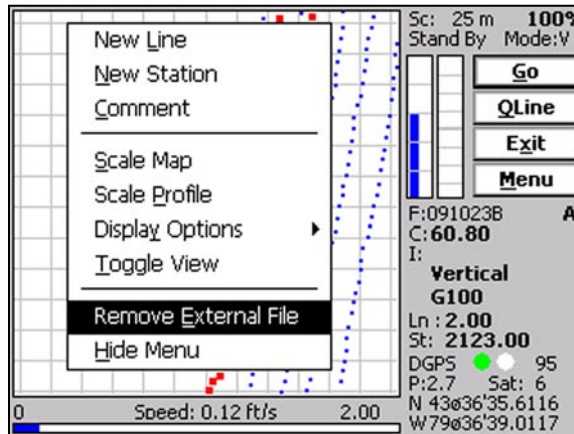 New Line
New Station
Comment
Scale Map
Scale Profile
Display Options
Toggle View
Remove External File
Hide Menu
0 Speed: 0.12 ft/s 2.00
Sc: 25 m 100%
Stand By Mode:V
Go
QLine
Exit
Menu
F:091023B A
C:60.80
I:
Vertical
G100
Ln : 2.00
St: 2123.00
DGPS 95
P:2.7 Sat: 6
N 43ø36'35.6116
W79ø36'39.0117